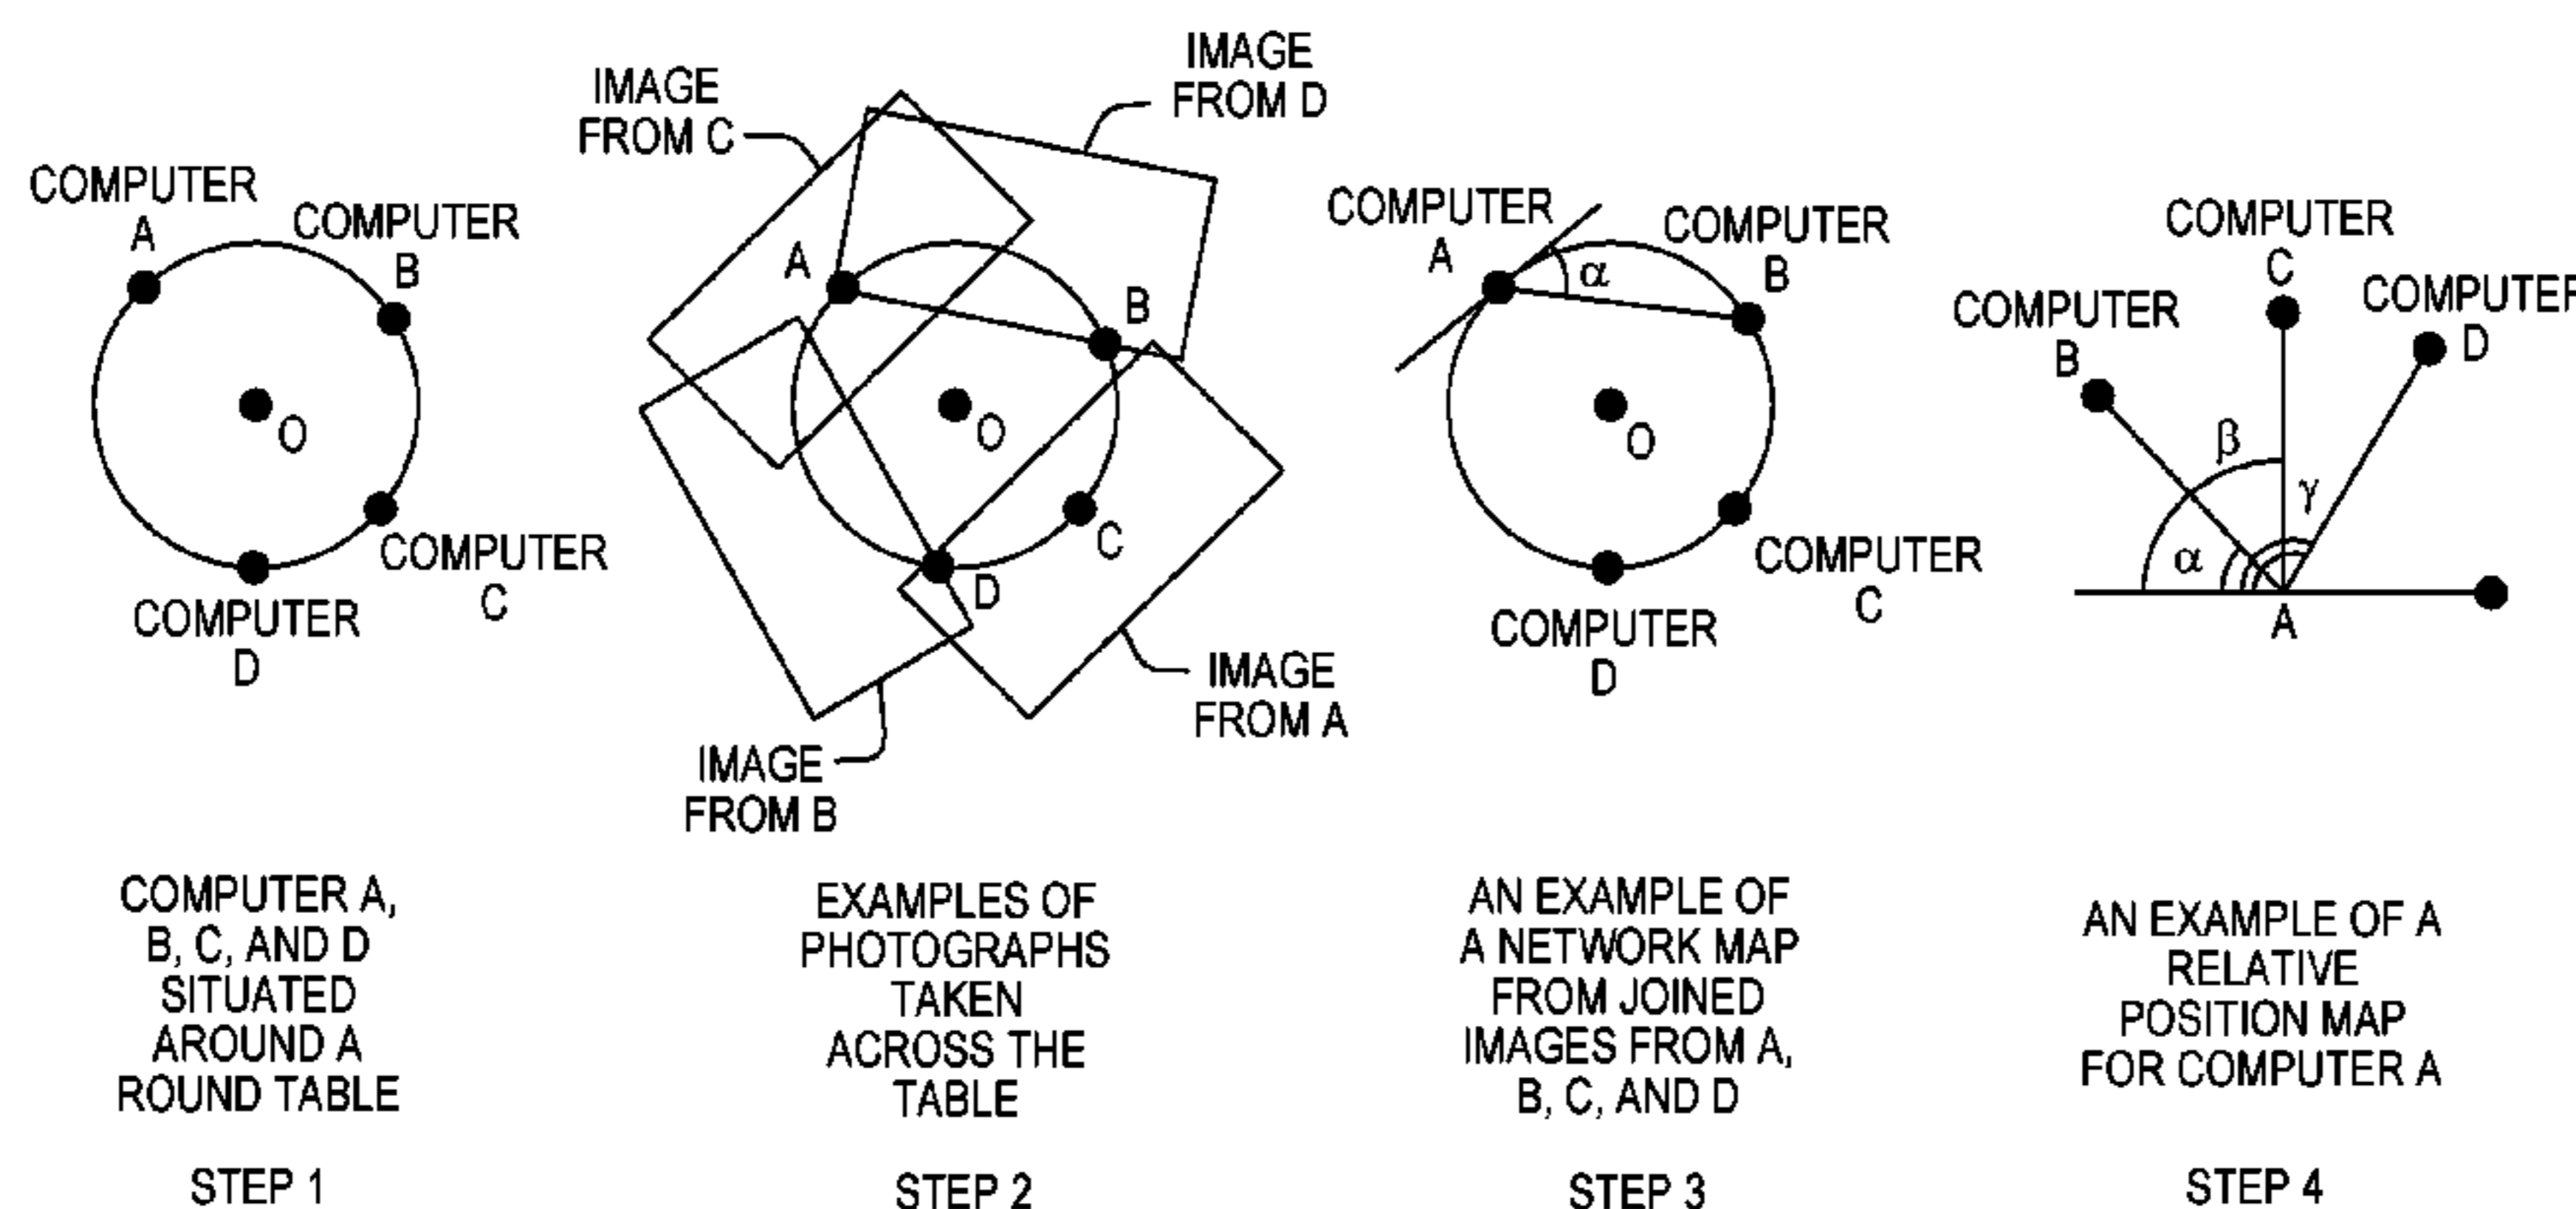 COMPUTER
A
COMPUTER
B
O
COMPUTER
C
COMPUTER
D
COMPUTER A,
B, C, AND D
SITUATED
AROUND A
ROUND TABLE
STEP 1
IMAGE
FROM C
IMAGE
FROM D
A
B
O
C
D
IMAGE
FROM A
IMAGE
FROM B
EXAMPLES OF
PHOTOGRAPHS
TAKEN
ACROSS THE
TABLE
STEP 2
COMPUTER
A
COMPUTER
B
α
O
COMPUTER
C
COMPUTER
D
AN EXAMPLE OF
A NETWORK MAP
FROM JOINED
IMAGES FROM A,
B, C, AND D
STEP 3
COMPUTER
C
COMPUTER
B
COMPUTER
D
β
γ
α
A
AN EXAMPLE OF A
RELATIVE
POSITION MAP
FOR COMPUTER A
STEP 4